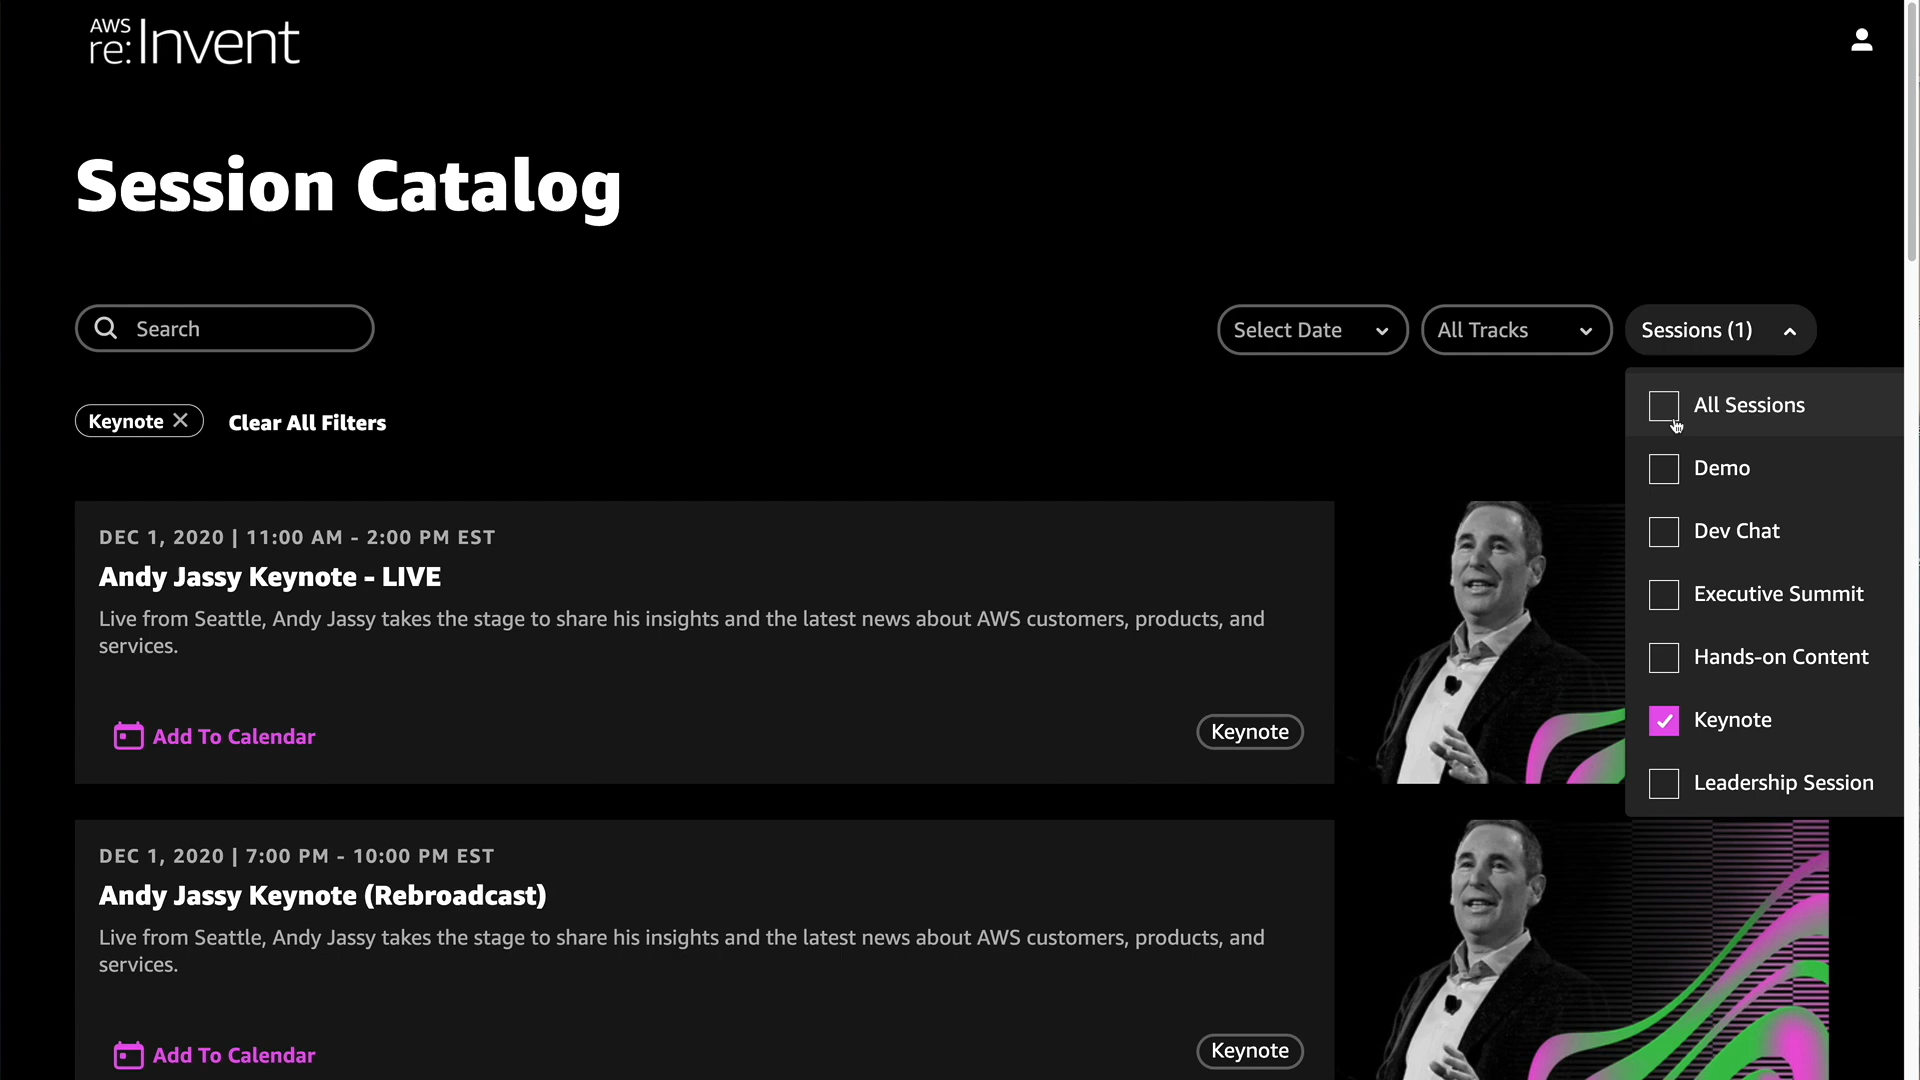 AWS
re:Invent
Session Catalog
Search
Select Date
All Tracks
Sessions (1)
Keynote
Clear All Filters
All Sessions
Demo
Dev Chat
Executive Summit
Hands-on Content
Keynote
Leadership Session
DEC 1, 2020 | 11:00 AM - 2:00 PM EST
Andy Jassy Keynote - LIVE
Live from Seattle, Andy Jassy takes the stage to share his insights and the latest news about AWS customers, products, and
services.
Add To Calendar
Keynote
DEC 1, 2020 | 7:00 PM - 10:00 PM EST
Andy Jassy Keynote (Rebroadcast)
Live from Seattle, Andy Jassy takes the stage to share his insights and the latest news about AWS customers, products, and
services.
Add To Calendar
Keynote